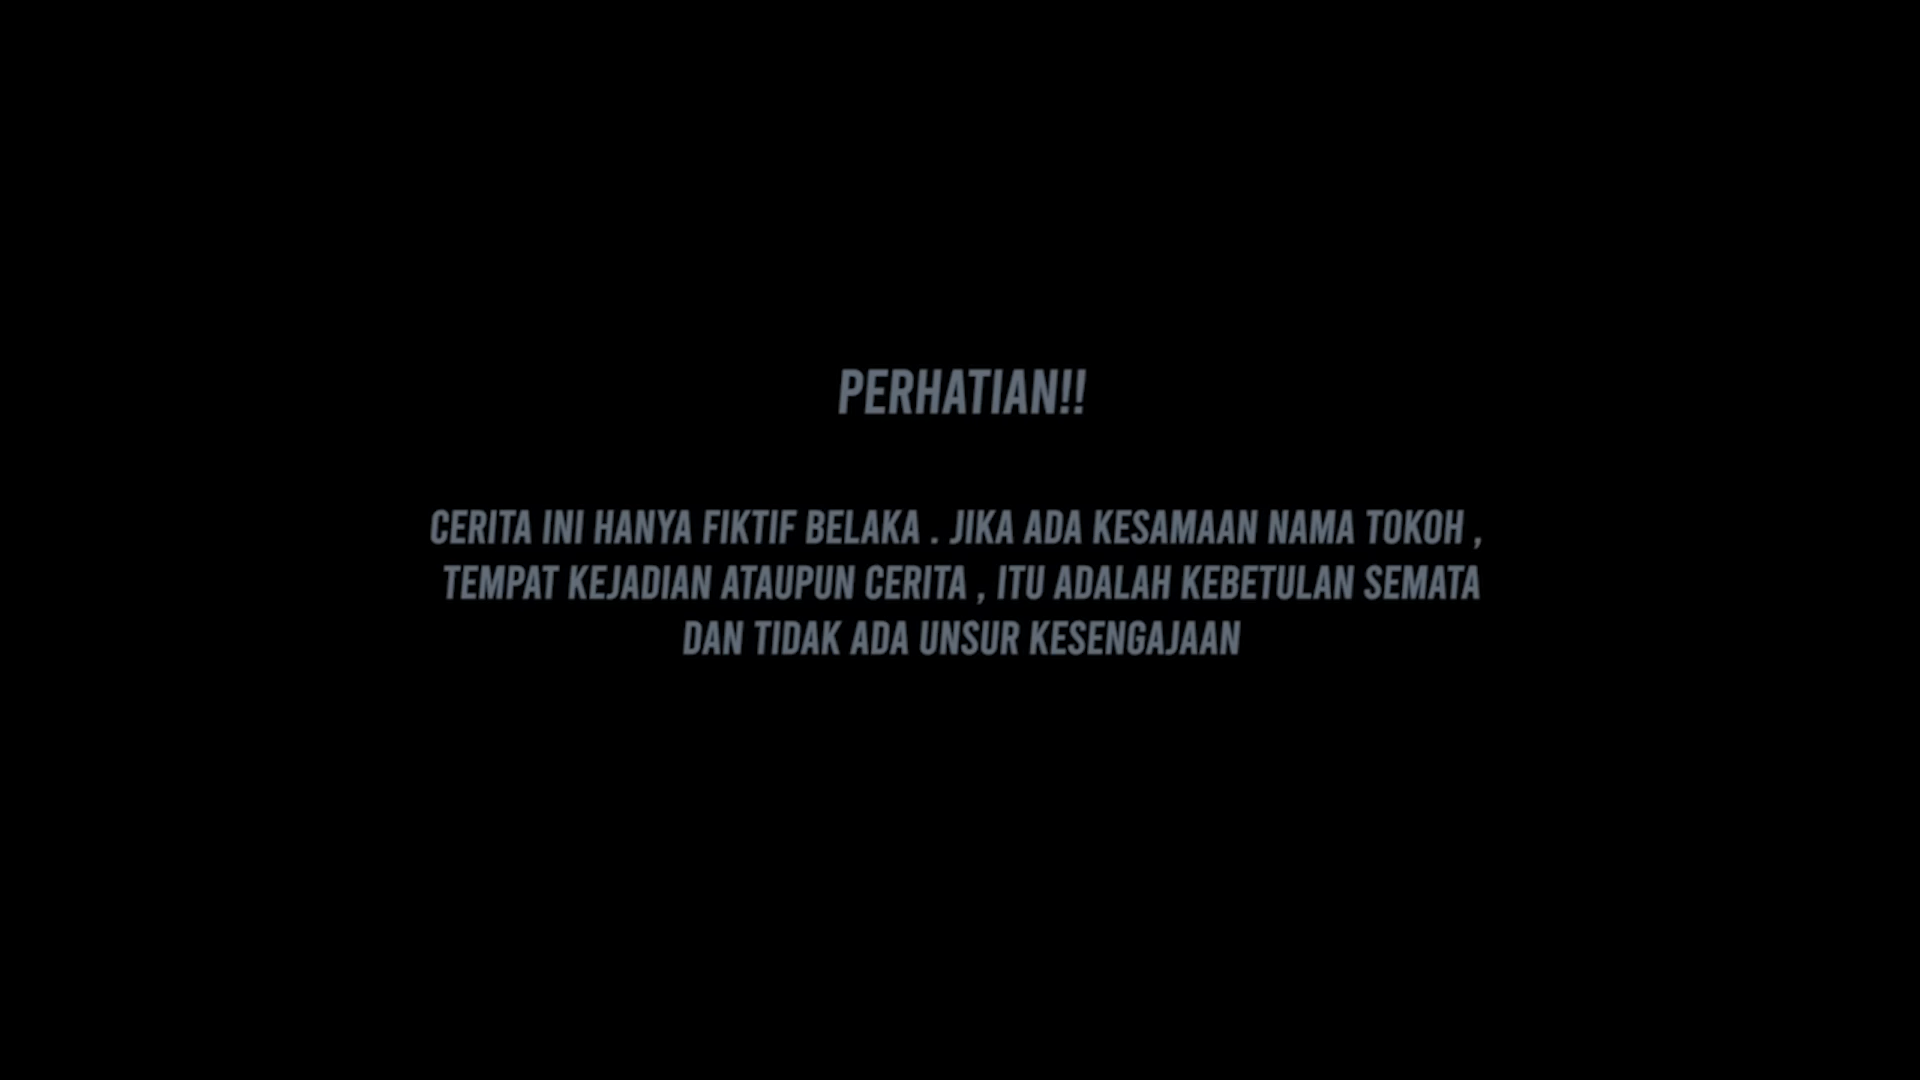 PERHATIAN!!
CERITA INI HANYA FIKTIF BELAKA . JIKA ADA KESAMAAN NAMA TOKOH ,
TEMPAT KEJADIAN ATAUPUN CERITA , ITU ADALAH KEBETULAN SEMATA
DAN TIDAK ADA UNSUR KESENGAJAAN